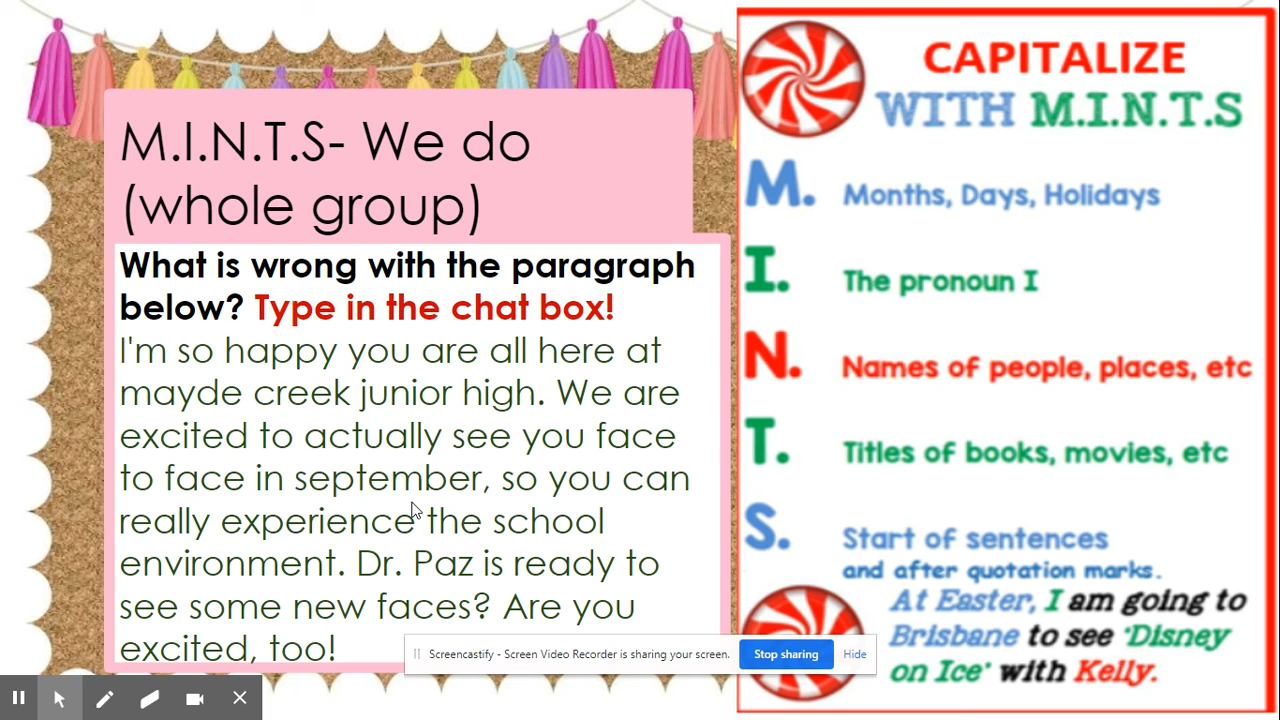 M.I.N.T.S- We do
(whole group)
What is wrong with the paragraph
below? Type in the chat box!
I'm so happy you are all here at
mayde creek junior high. We are
excited to actually see you face
to face in september, so you can
really experience the school
environment. Dr. Paz is ready to
see some new faces? Are you
excited, too!
CAPITALIZE
WITH M.I.N.T.S
M. Months, Days, Holidays
I. The pronoun I
N. Names of people, places, etc
T. Titles of books, movies, etc
S. Start of sentences
and after quotation marks.
At Easter, I am going to
Brisbane to see "Disney
on Ice" with Kelly.
Screencastify - Screen Video Recorder is sharing your screen. Stop sharing Hide